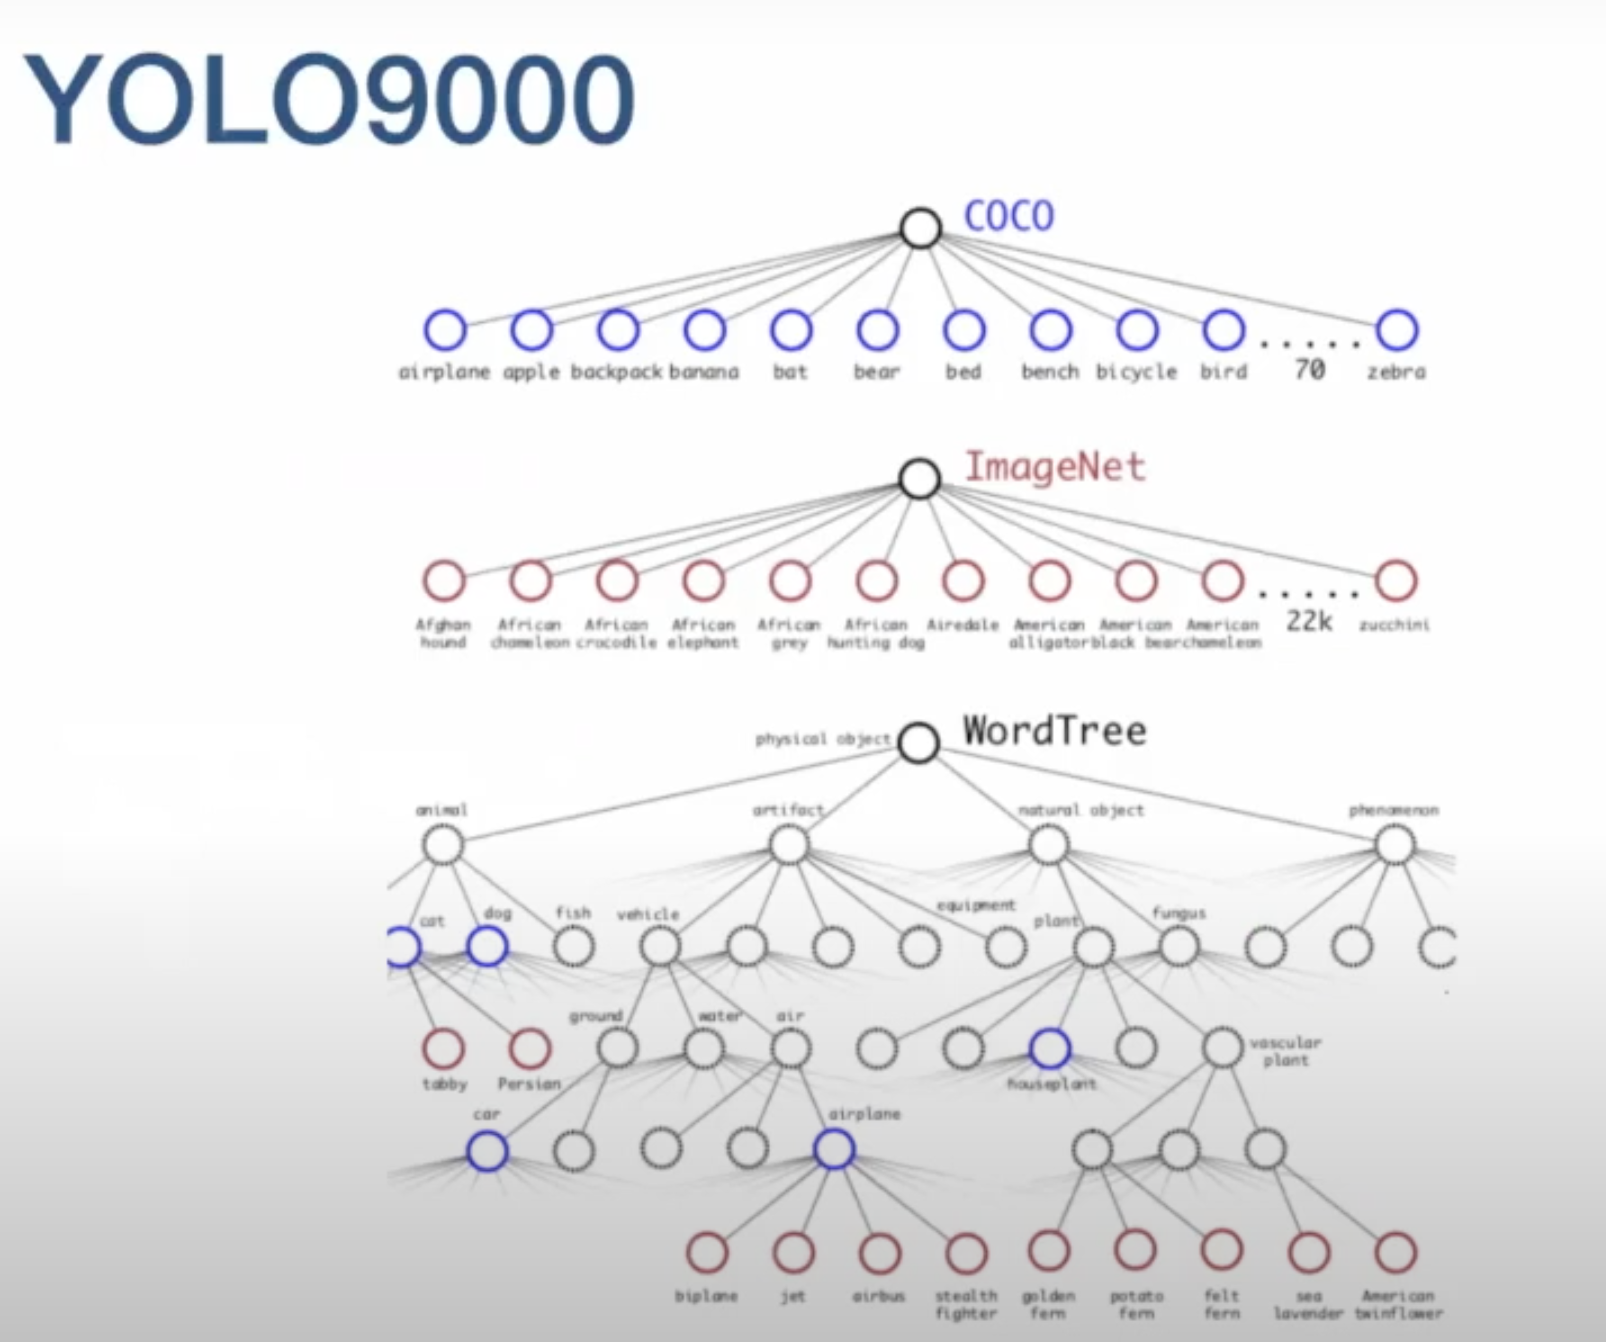 YOLO9000
COCO
airplane apple backpack banana bat bear bed bench bicycle bird ..... zebra
70
ImageNet
Afghan African African African African African Airedale American American American ..... zucchini
hound chameleon crocodile elephant grey hunting dog alligator black bear chameleon
22k
physical object WordTree
animal artifact natural object phenomenon
cat dog fish vehicle equipment plant fungus
ground water air vascular
plant
tabby Persian houseplant
car airplane
biplane jet airbus stealth golden potato felt sea American
fighter fern fern fern lavender twinflower